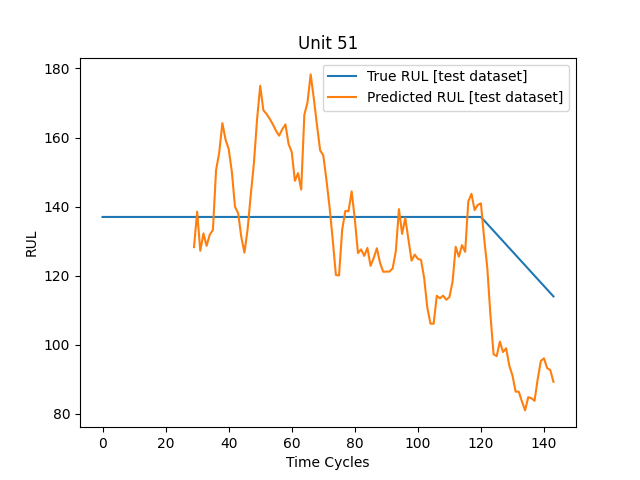 Unit 51
True RUL [test dataset]
Predicted RUL [test dataset]
180
160
140
120
100
80
RUL
0 20 40 60 80 100 120 140
Time Cycles